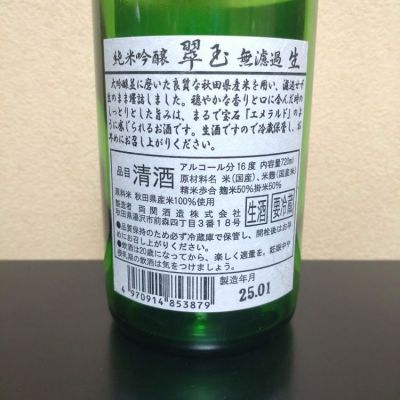 純米吟醸 翠玉 無濾過 生
大吟醸並に磨いた良質な秋田県産米を用い、濾過せず
生のまま壜詰しました。穏やかな香りと口に含んだ時の
しっとりとした旨みは、まるで宝石「エメラルド」のよ
うに感じられるお酒です。生酒ですので冷蔵保管し、お
早めにお召し上がりください。
品目 清酒
アルコール分16度 内容量720ml
原材料名 米(国産)、米麹(国産米)
精米歩合 麹米50%掛米50%
原料米 秋田県産米100%使用
製造者 両関酒造株式会社
秋田県湯沢市前森四丁目3番18号
生酒 要冷蔵
●品質保持のため必ず冷蔵庫で保管し、開栓後はお早
めにお召し上がりください。
●飲酒は20歳になってから、楽しく適量を。妊娠中や
授乳期の飲酒は気をつけましょう。
4 970914 853879
製造年月
25.01